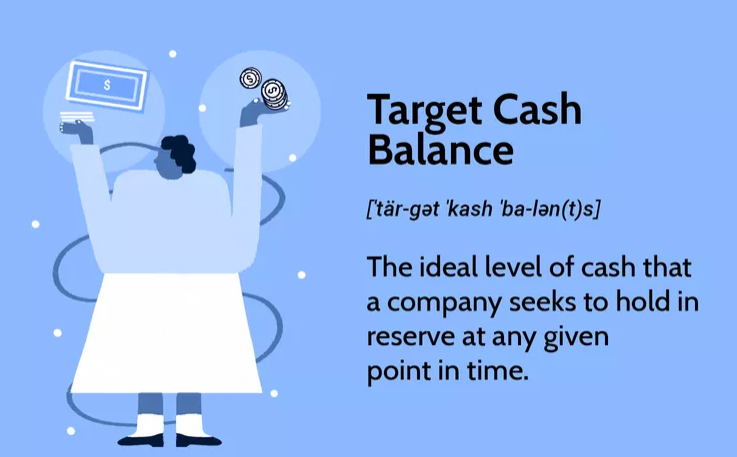 $
$
$
Target Cash
Balance
['tär-gət 'kash 'ba-lən(t)s]
The ideal level of cash that
a company seeks to hold in
reserve at any given
point in time.